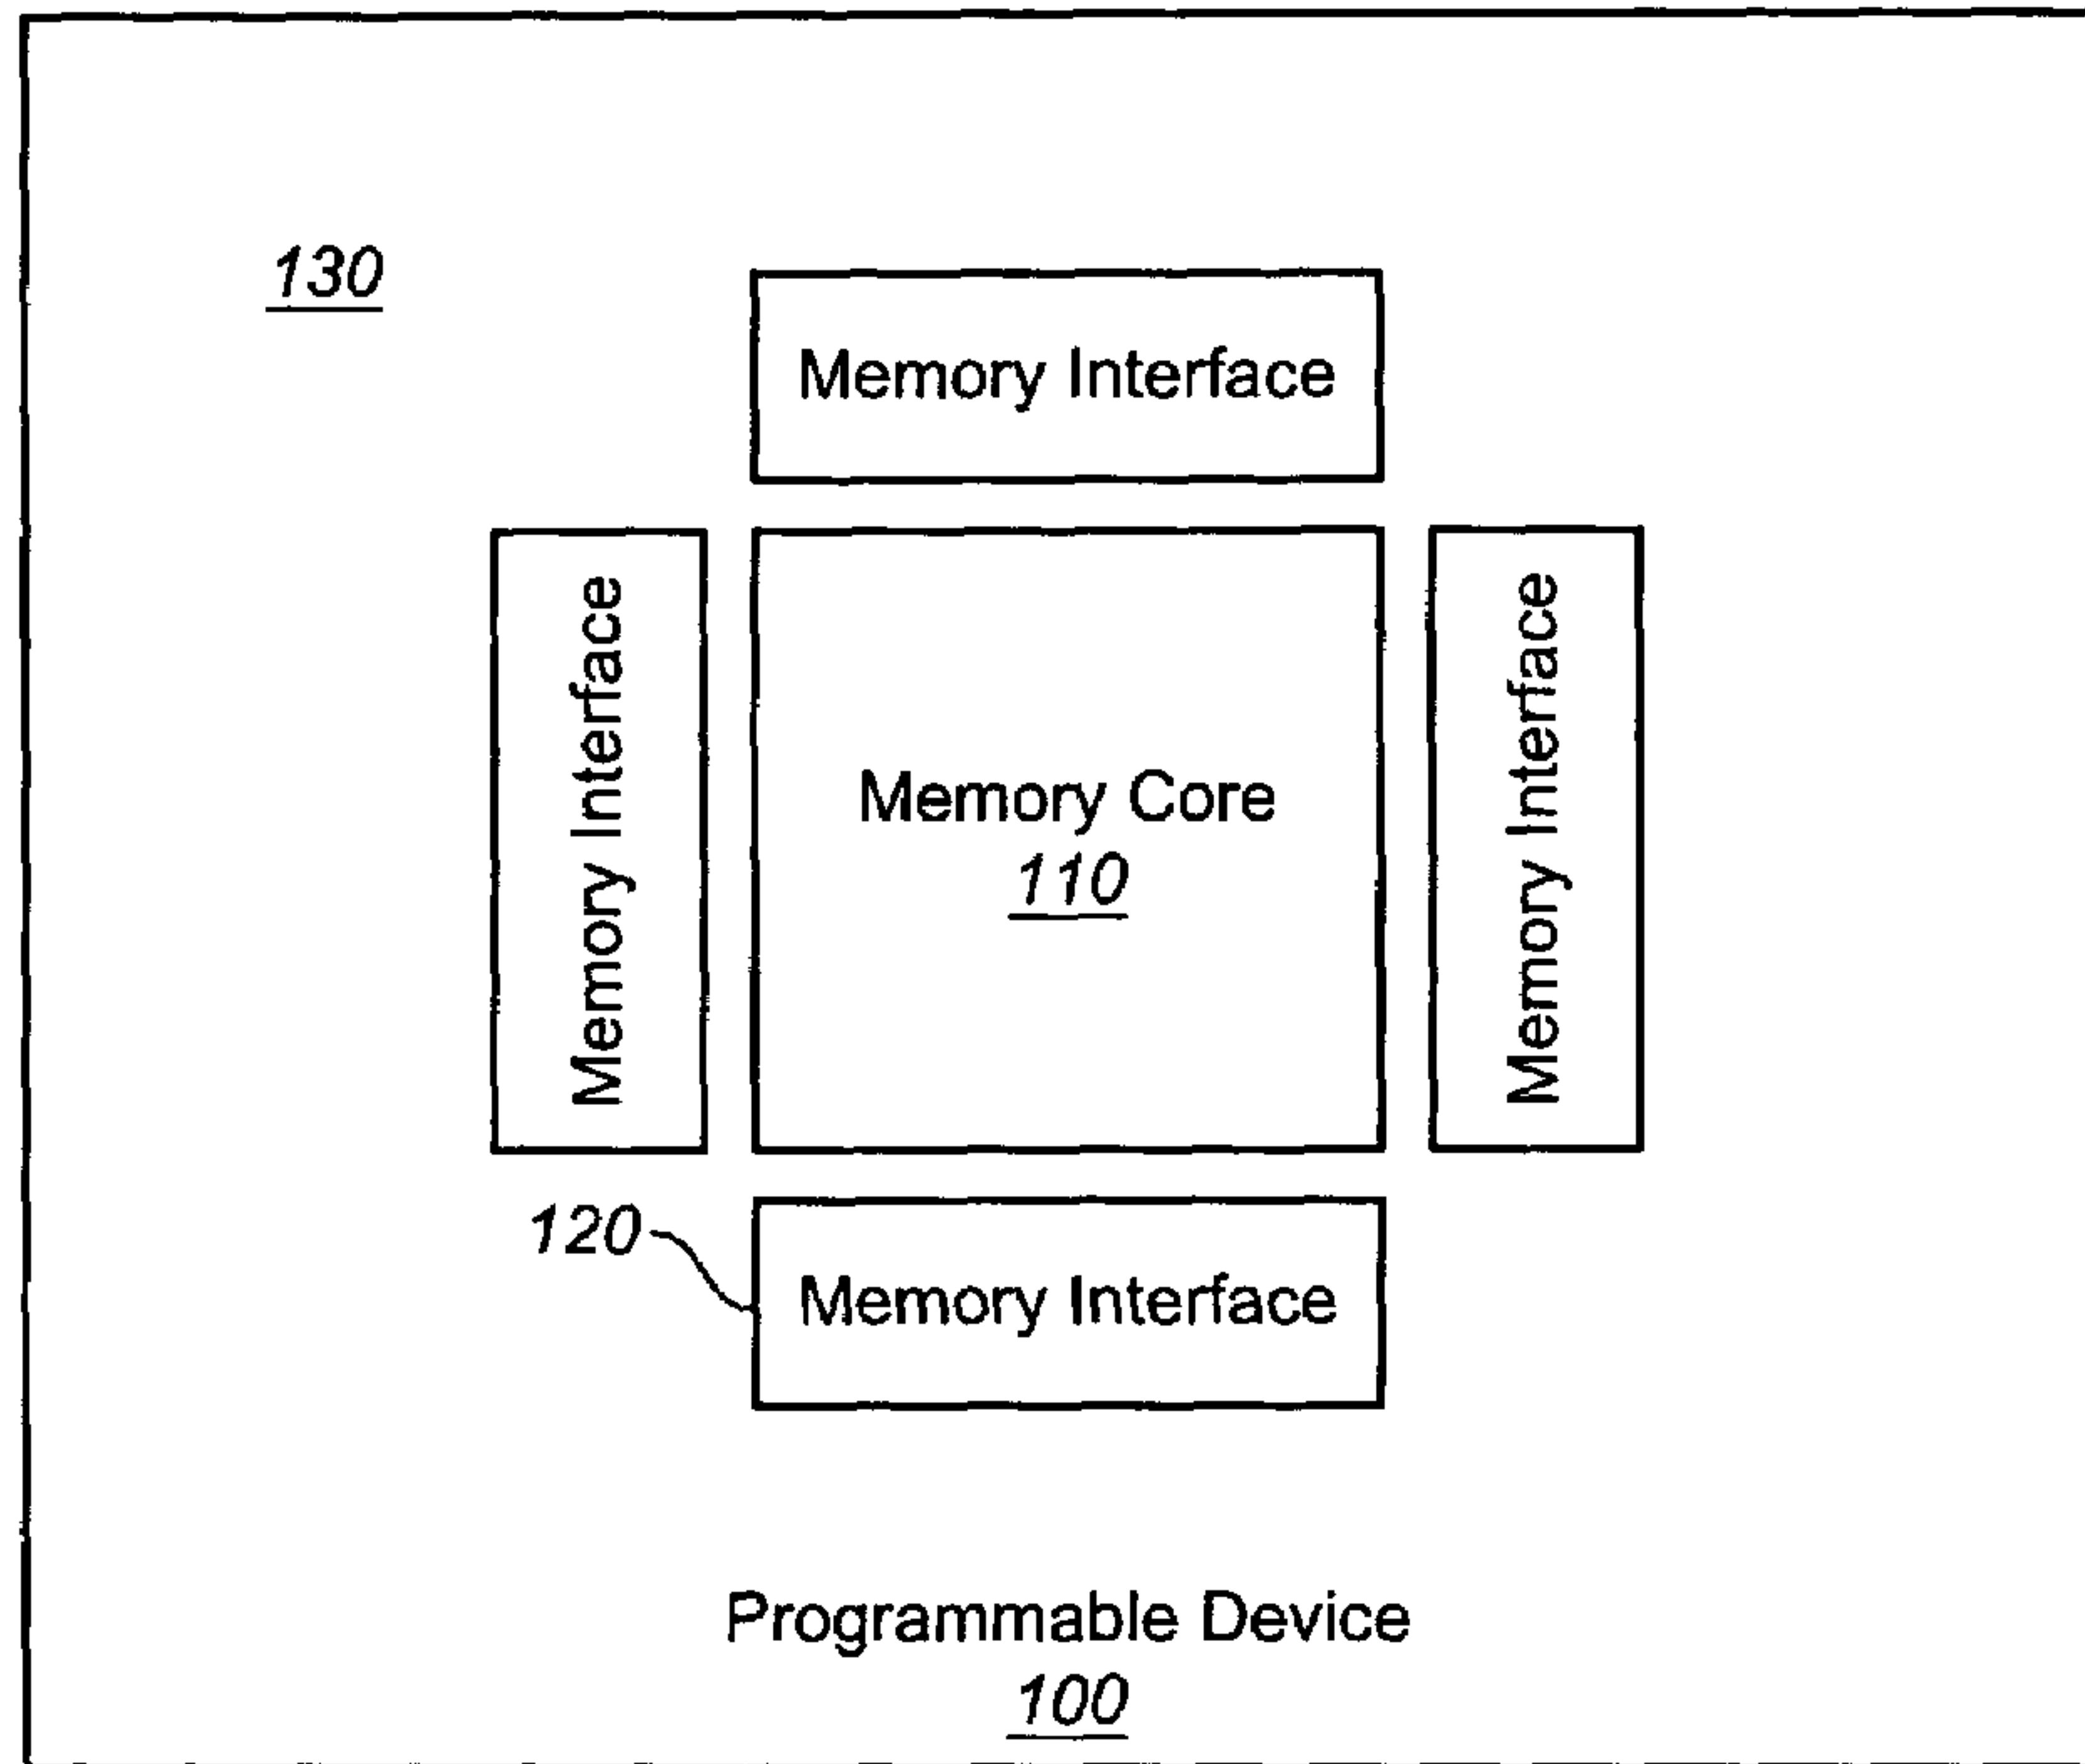 130
Memory Interface
Memory Interface
Memory Core
110
Memory Interface
120
Memory Interface
Programmable Device
100